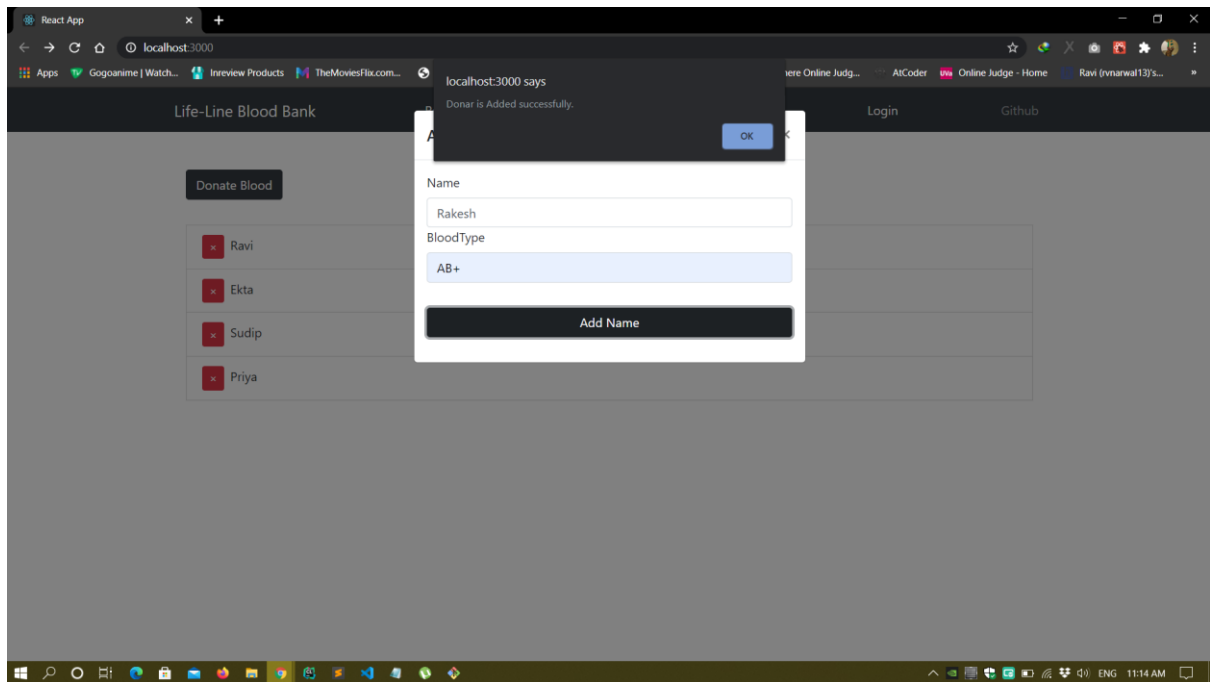 React App
localhost:3000
Apps Gogoanime | Watch... Inreview Products TheMoviesFlix.com... Online Judg... AtCoder Online Judge - Home Ravi (rvnarwal13)'s... »
localhost:3000 says
Donar is Added successfully.
OK
Life-Line Blood Bank Login Github
Donate Blood
Name
Rakesh
BloodType
AB+
Add Name
× Ravi
× Ekta
× Sudip
× Priya
ENG 11:14 AM